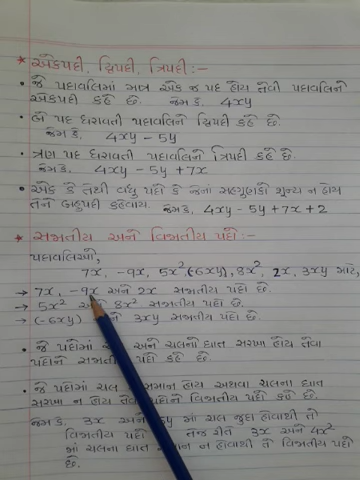 * એકપદી, દ્વિપદી, ત્રિપદી :-
• જે પદાવલિમાં માત્ર એક જ પદ હોય તેવી પદાવલિને
એકપદી કહે છે. જેમ કે. 4xy
• બે પદ ધરાવતી પદાવલિને દ્વિપદી કહે છે.
જેમ કે. 4xy - 5y
• ત્રણ પદ ધરાવતી પદાવલિને ત્રિપદી કહે છે.
જેમ કે. 4xy - 5y + 7x
• એક કે તેથી વધુ પદો કે જેનાં સહગુણકો શૂન્ય ન હોય
તેને બહુપદી કહેવાય. જેમ કે. 4xy - 5y + 7x + 2
* સજાતીય અને વિજાતીય પદો :-
પદાવલિઓ,
7x, -9x, 5x², (-6xy), 8x², 2x, 3xy માટે,
→ 7x, -9x અને 2x સજાતીય પદો છે.
→ 5x² અને 8x² સજાતીય પદો છે.
→ (-6xy) અને 3xy સજાતીય પદો છે.
• જે પદોમાં ચલ અને ચલના ઘાત સરખા હોય તેવા
પદોને સજાતીય પદો કહે છે.
• જે પદોમાં ચલ સમાન હોય અથવા ચલના ઘાત
સરખા ન હોય તેવા પદોને વિજાતીય પદો કહે છે.
જેમ કે. 3x અને 5y માં ચલ જુદા હોવાથી તે
વિજાતીય પદો તેજ રીતે 3x અને 4x²
માં ચલના ઘાત સમાન ન હોવાથી તે વિજાતીય પદો
છે.